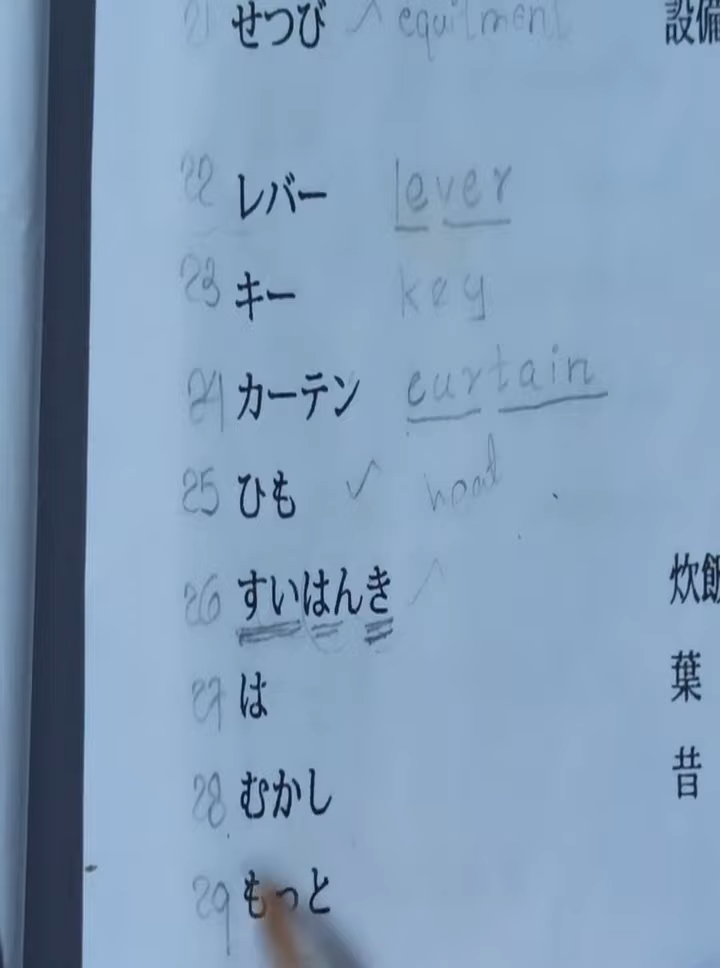 21 せつび equilment 設備
22 レバー lever
23 キー key
24 カーテン curtain
25 ひも ✓
26 すいはんき 炊飯
27 は 葉
28 むかし 昔
29 もっと